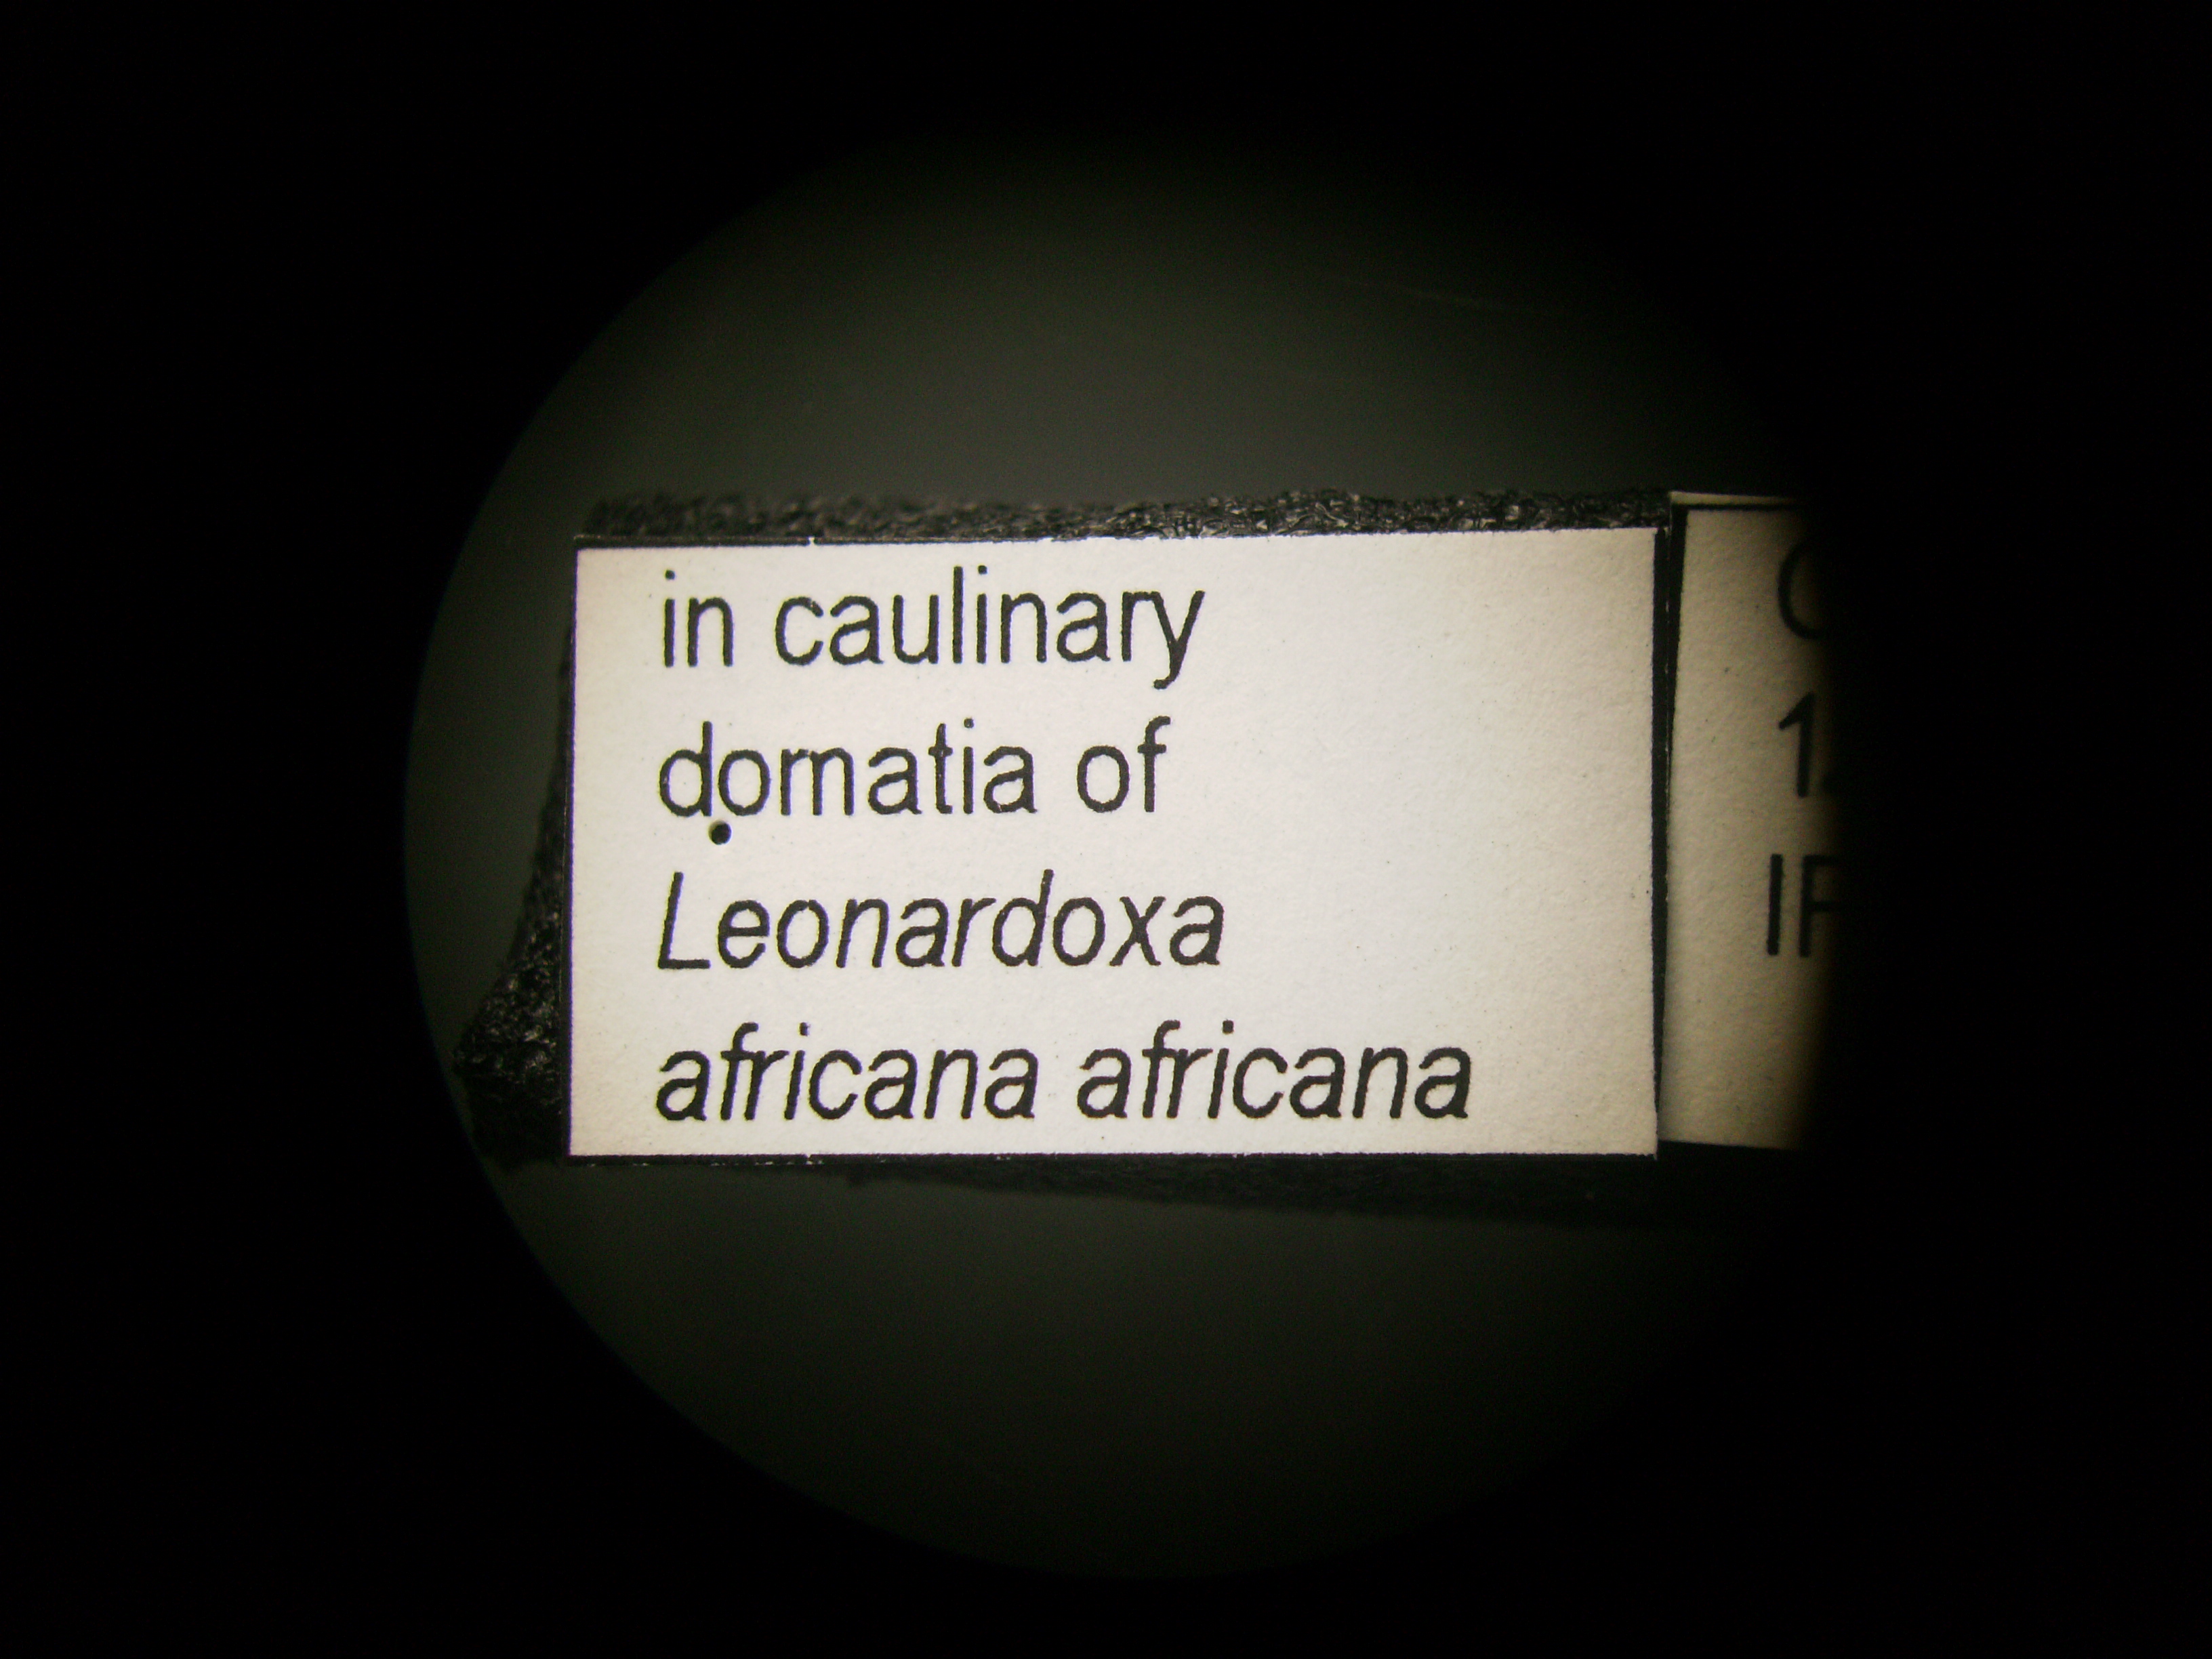 in caulinary
domatia of
Leonardoxa
africana africana